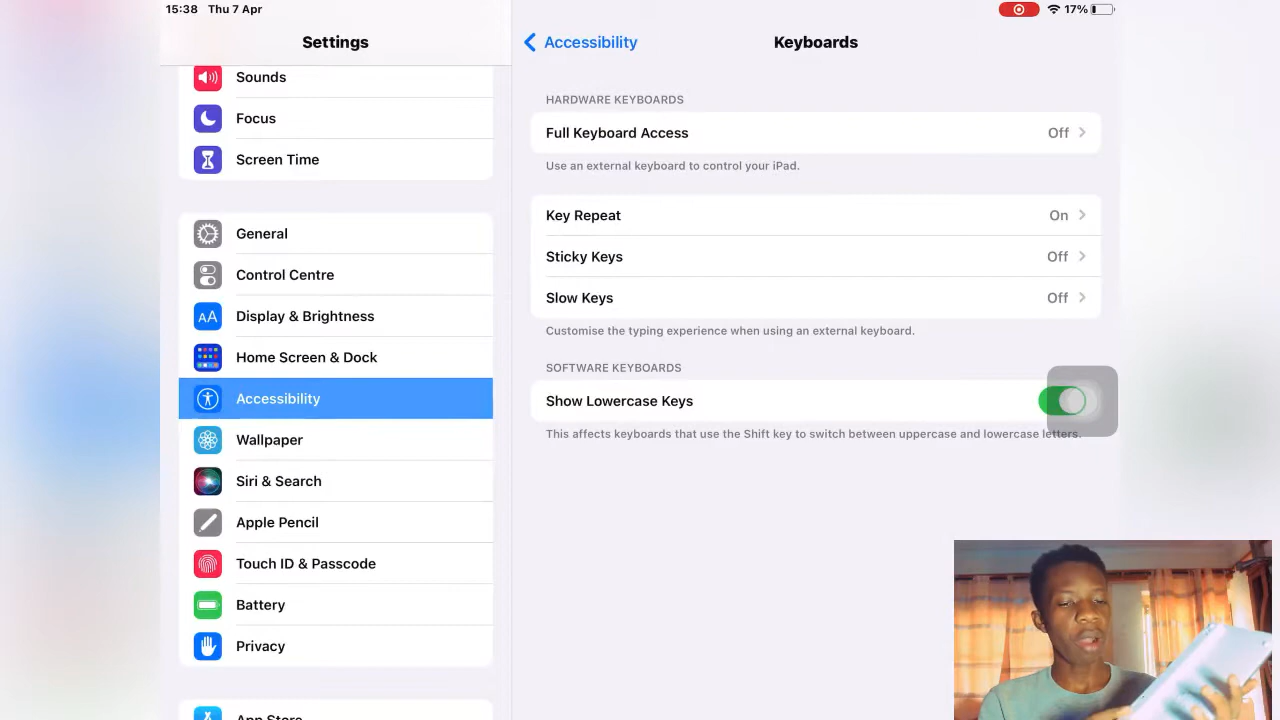 15:38 Thu 7 Apr
17%
Settings
Sounds
Focus
Screen Time
General
Control Centre
Display & Brightness
Home Screen & Dock
Accessibility
Wallpaper
Siri & Search
Apple Pencil
Touch ID & Passcode
Battery
Privacy
App Store
Accessibility
Keyboards
HARDWARE KEYBOARDS
Full Keyboard Access Off
Use an external keyboard to control your iPad.
Key Repeat On
Sticky Keys Off
Slow Keys Off
Customise the typing experience when using an external keyboard.
SOFTWARE KEYBOARDS
Show Lowercase Keys
This affects keyboards that use the Shift key to switch between uppercase and lowercase letters.